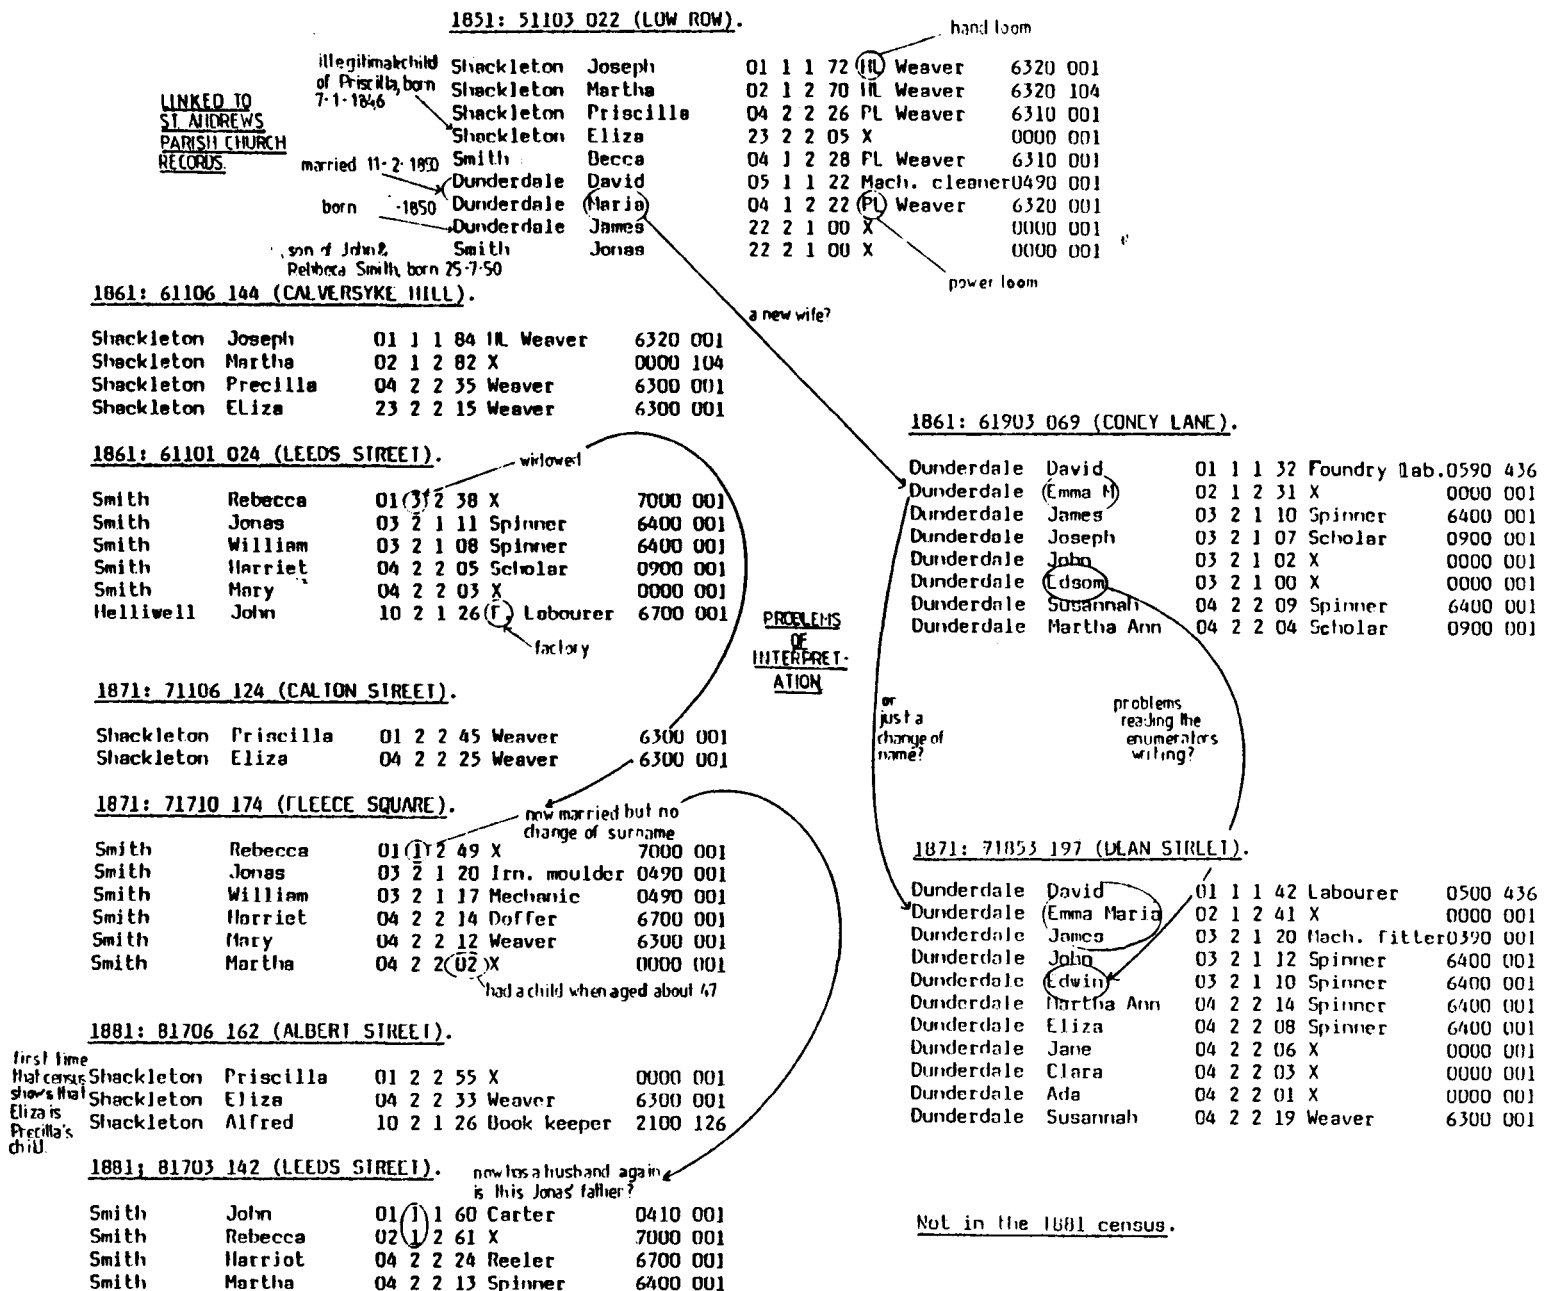 1851: 51103 022 (LOW ROW).
hand loom
illegitimate child
of Priscilla, born
7-1-1846
LINKED TO
ST. ANDREWS
PARISH CHURCH
RECORDS.
married 11-2-1850
born -1850
son of John &
Rebbeca Smith, born 25-7-50
Shackleton Joseph 01 1 1 72 HL Weaver 6320 001
Shackleton Martha 02 1 2 70 HL Weaver 6320 104
Shackleton Priscilla 04 2 2 26 PL Weaver 6310 001
Shackleton Eliza 23 2 2 05 X 0000 001
Smith Becca 04 1 2 28 PL Weaver 6310 001
Dunderdale David 05 1 1 22 Mach. cleaner 0490 001
Dunderdale Maria 04 1 2 22 PL Weaver 6320 001
Dunderdale James 22 2 1 00 X 0000 001
Smith Jonas 22 2 1 00 X 0000 001
power loom
a new wife?
1861: 61106 144 (CALVERSYKE HILL).
Shackleton Joseph 01 1 1 84 HL Weaver 6320 001
Shackleton Martha 02 1 2 82 X 0000 104
Shackleton Precilla 04 2 2 35 Weaver 6300 001
Shackleton ELiza 23 2 2 15 Weaver 6300 001
1861: 61101 024 (LEEDS STREET).
widowed
Smith Rebecca 01 3 2 38 X 7000 001
Smith Jonas 03 2 1 11 Spinner 6400 001
Smith William 03 2 1 08 Spinner 6400 001
Smith Harriet 04 2 2 05 Scholar 0900 001
Smith Mary 04 2 2 03 X 0000 001
Helliwell John 10 2 1 26 F. Labourer 6700 001
factory
PROBLEMS
OF
INTERPRET-
ATION
1861: 61903 069 (CONEY LANE).
Dunderdale David 01 1 1 32 Foundry lab. 0590 436
Dunderdale Emma M 02 1 2 31 X 0000 001
Dunderdale James 03 2 1 10 Spinner 6400 001
Dunderdale Joseph 03 2 1 07 Scholar 0900 001
Dunderdale John 03 2 1 02 X 0000 001
Dunderdale Edsom 03 2 1 00 X 0000 001
Dunderdale Susannah 04 2 2 09 Spinner 6400 001
Dunderdale Martha Ann 04 2 2 04 Scholar 0900 001
or
just a
change of
name?
problems
reading the
enumerators
writing?
1871: 71106 124 (CALTON STREET).
Shackleton Priscilla 01 2 2 45 Weaver 6300 001
Shackleton Eliza 04 2 2 25 Weaver 6300 001
1871: 71710 174 (FLEECE SQUARE).
now married but no
change of surname
Smith Rebecca 01 1 2 49 X 7000 001
Smith Jonas 03 2 1 20 Irn. moulder 0490 001
Smith William 03 2 1 17 Mechanic 0490 001
Smith Harriet 04 2 2 14 Doffer 6700 001
Smith Mary 04 2 2 12 Weaver 6300 001
Smith Martha 04 2 2 02 X 0000 001
had a child when aged about 47
1871: 71853 197 (DEAN STREET).
Dunderdale David 01 1 1 42 Labourer 0500 436
Dunderdale Emma Maria 02 1 2 41 X 0000 001
Dunderdale James 03 2 1 20 Mach. fitter 0390 001
Dunderdale John 03 2 1 12 Spinner 6400 001
Dunderdale Edwin 03 2 1 10 Spinner 6400 001
Dunderdale Martha Ann 04 2 2 14 Spinner 6400 001
Dunderdale Eliza 04 2 2 08 Spinner 6400 001
Dunderdale Jane 04 2 2 06 X 0000 001
Dunderdale Clara 04 2 2 03 X 0000 001
Dunderdale Ada 04 2 2 01 X 0000 001
Dunderdale Susannah 04 2 2 19 Weaver 6300 001
1881: 81706 162 (ALBERT STREET).
first time
that census
shows that
Eliza is
Precilla's
child.
Shackleton Priscilla 01 2 2 55 X 0000 001
Shackleton Eliza 04 2 2 33 Weaver 6300 001
Shackleton Alfred 10 2 1 26 Book keeper 2100 126
1881; 81703 142 (LEEDS STREET).
now has a husband again
is this Jonas' father?
Smith John 01 1 1 60 Carter 0410 001
Smith Rebecca 02 1 2 61 X 7000 001
Smith Harriot 04 2 2 24 Reeler 6700 001
Smith Martha 04 2 2 13 Spinner 6400 001
Not in the 1881 census.